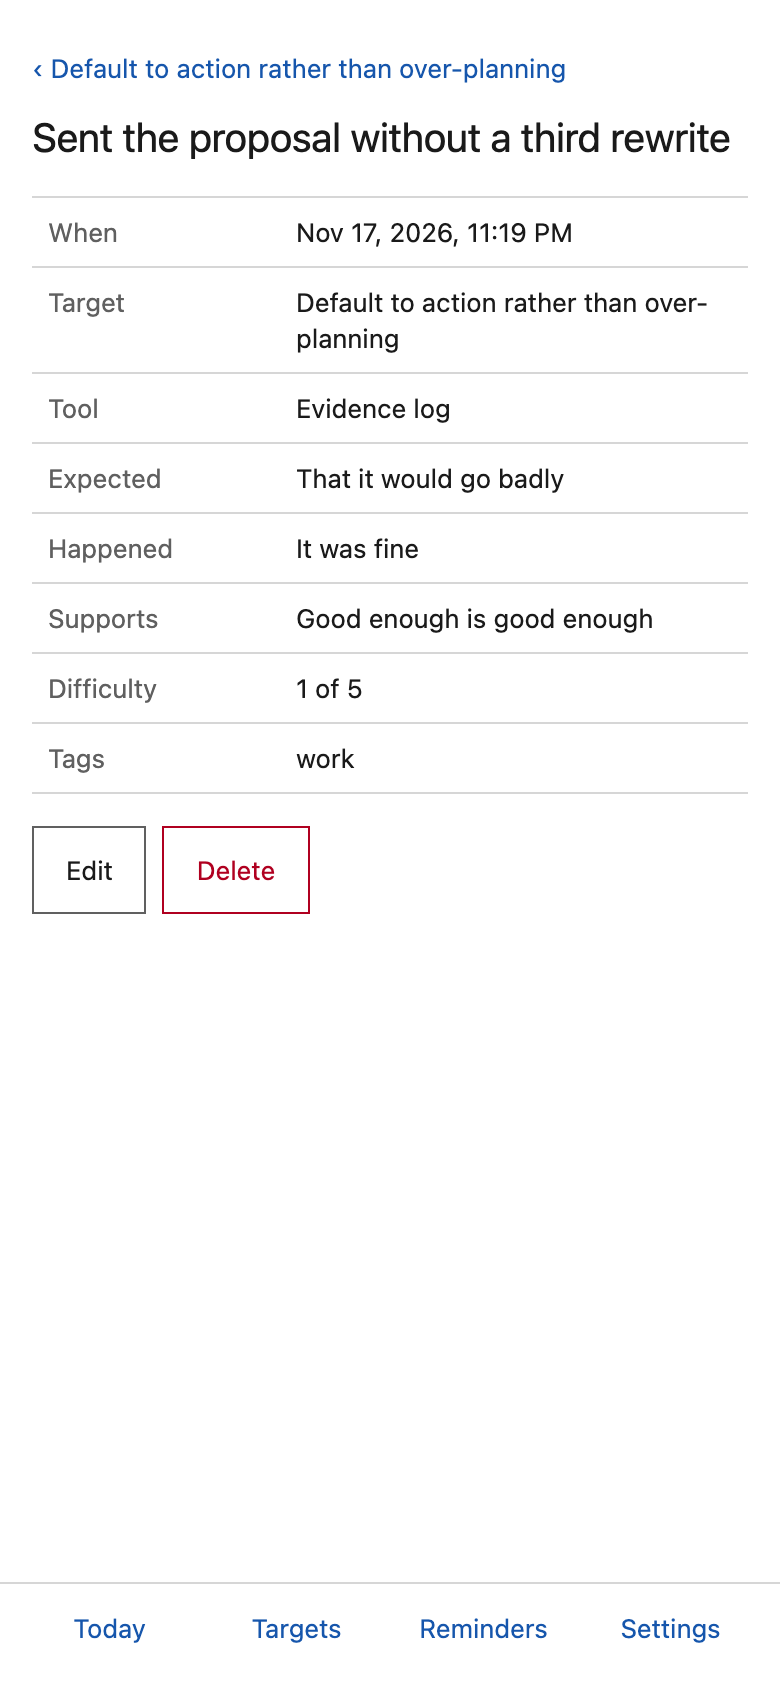 ‹ Default to action rather than over-planning
Sent the proposal without a third rewrite
When Nov 17, 2026, 11:19 PM
Target Default to action rather than over-
planning
Tool Evidence log
Expected That it would go badly
Happened It was fine
Supports Good enough is good enough
Difficulty 1 of 5
Tags work
Edit Delete
Today Targets Reminders Settings